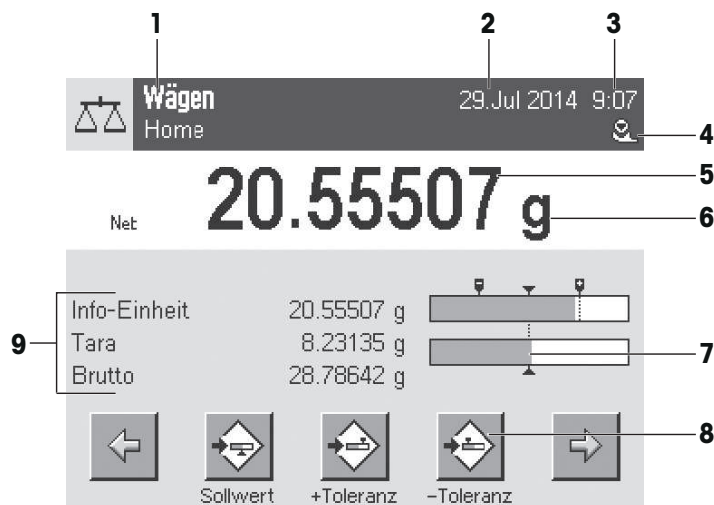 1 2 3
Wägen 29.Jul 2014 9:07
Home
4
5
Net 20.55507 g
6
Info-Einheit 20.55507 g
9 Tara 8.23135 g
7
Brutto 28.78642 g
8
Sollwert +Toleranz −Toleranz